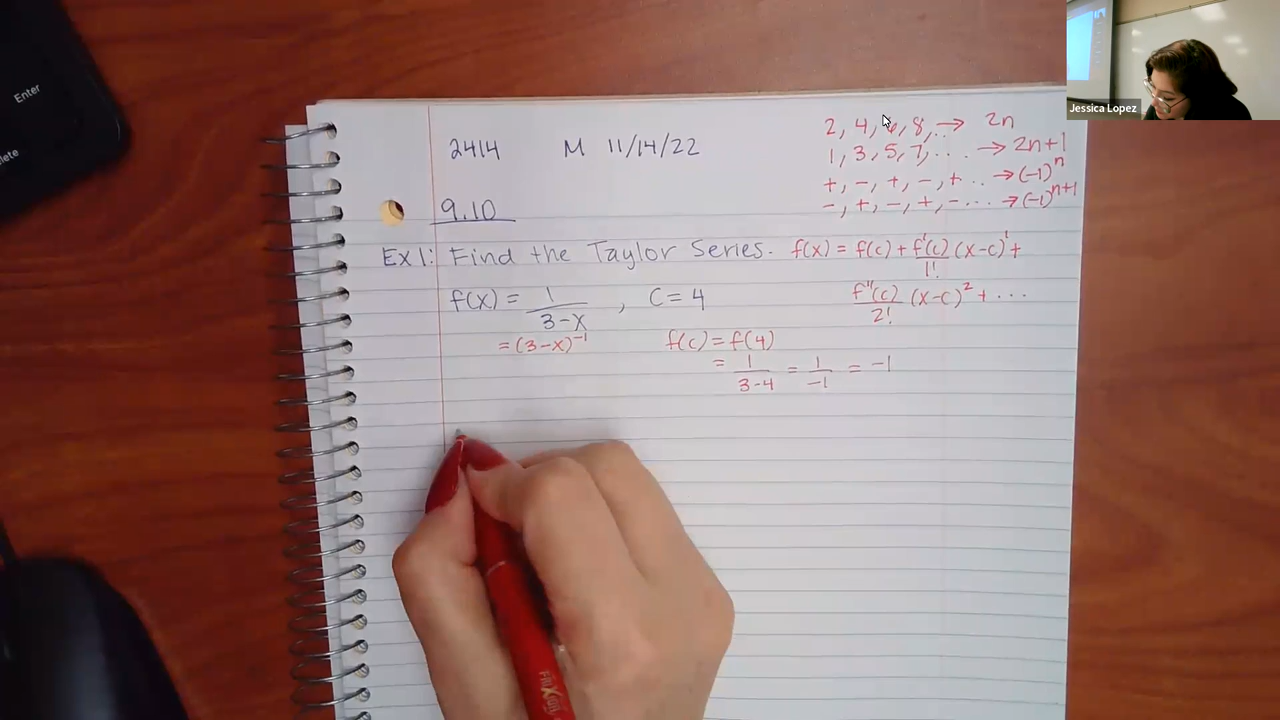 Enter
lete
Jessica Lopez
2414 M 11/14/22
2, 4, 6, 8, .. → 2n
1, 3, 5, 7, ... → 2n+1
+, -, +, -, + .. → (-1)^n
-, +, -, +, - ... → (-1)^{n+1}
9.10
Ex 1: Find the Taylor Series. f(x) = f(c) + f'(c)/1! (x-c)^1 +
f''(c)/2! (x-c)^2 + ...
f(x) = 1/(3-x) , C = 4
= (3-x)^{-1}
f(c) = f(4)
= 1/(3-4) = 1/-1 = -1
FRIXION